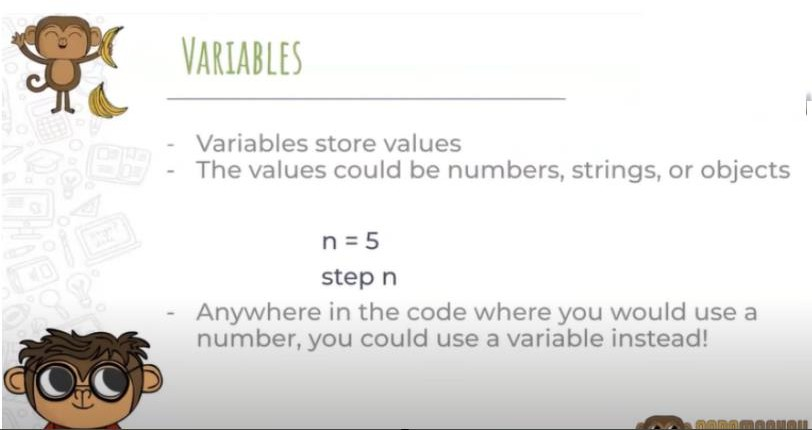 VARIABLES
- Variables store values
- The values could be numbers, strings, or objects
n = 5
step n
- Anywhere in the code where you would use a
number, you could use a variable instead!